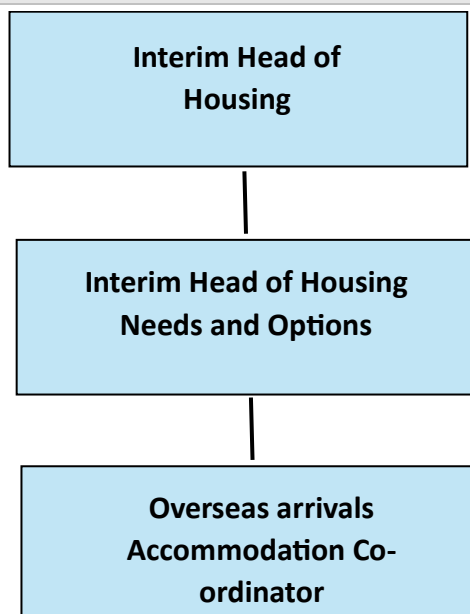 Interim Head of
Housing
Interim Head of Housing
Needs and Options
Overseas arrivals
Accommodation Co-
ordinator